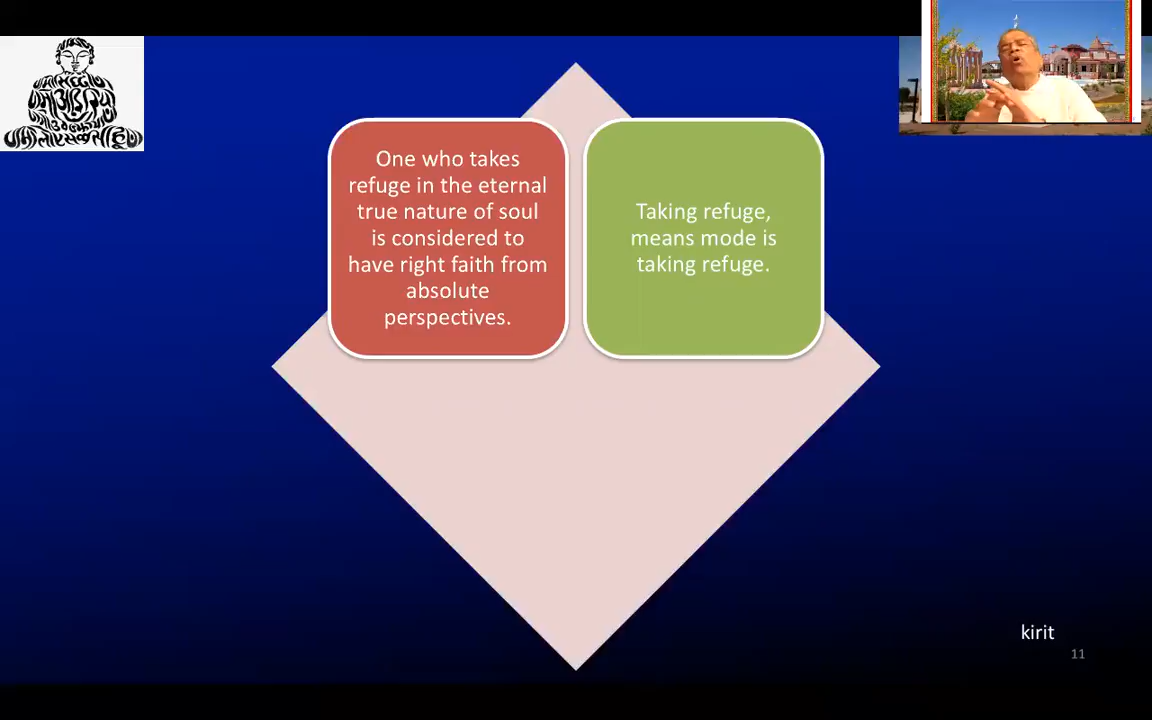 One who takes
refuge in the eternal
true nature of soul
is considered to
have right faith from
absolute
perspectives.
Taking refuge,
means mode is
taking refuge.
kirit
11